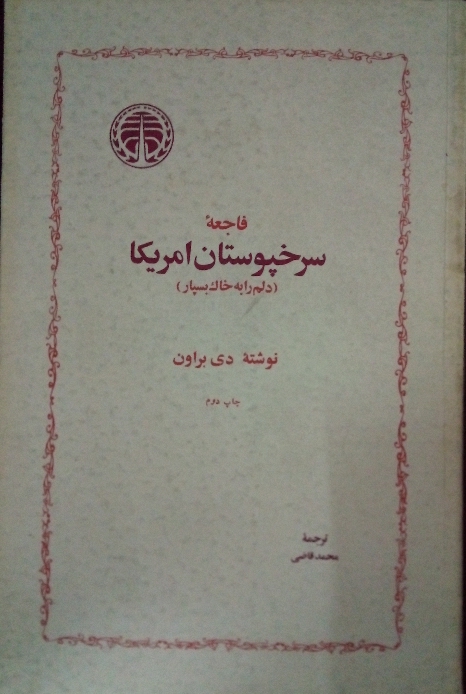 فاجعهٔ
سرخپوستان امریکا
(دلم را به خاک بسپار)
نوشتهٔ دی براون
چاپ دوم
ترجمهٔ
محمد قاضی